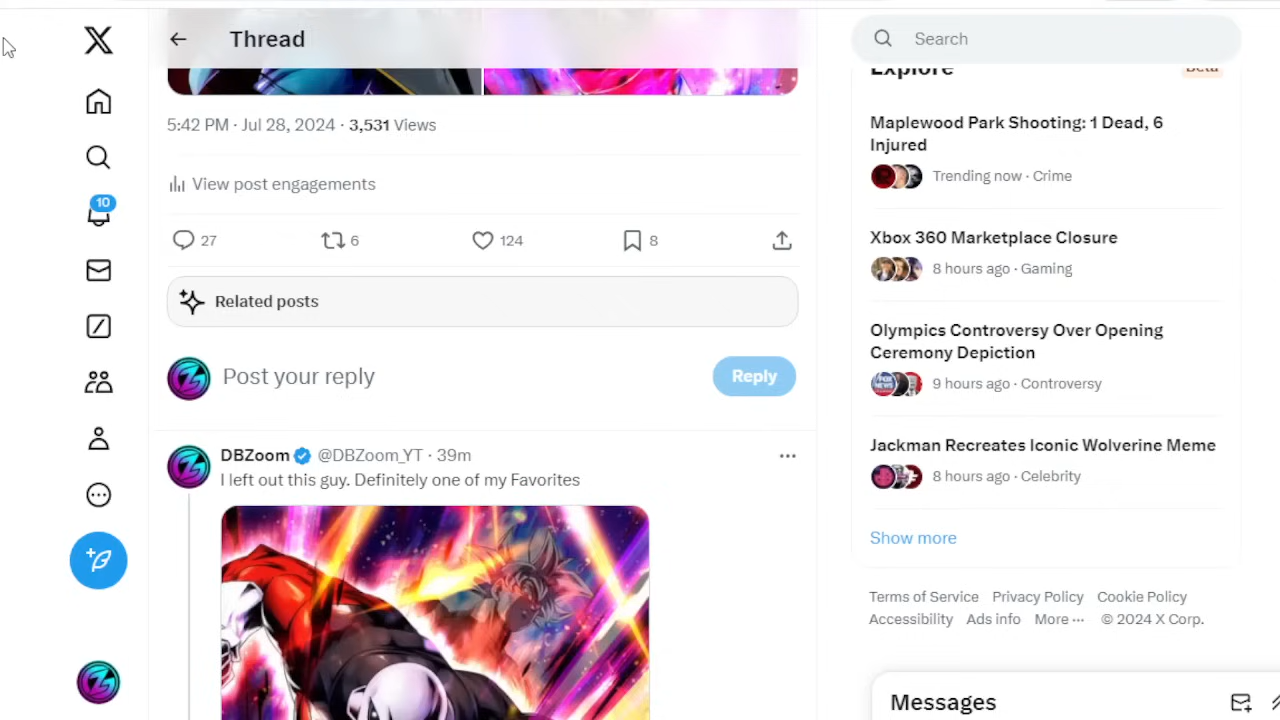 Thread
5:42 PM · Jul 28, 2024 · 3,531 Views
View post engagements
27
6
124
8
Related posts
Post your reply
Reply
DBZoom @DBZoom_YT · 39m
I left out this guy. Definitely one of my Favorites
10
Search
Explore
Beta
Maplewood Park Shooting: 1 Dead, 6
Injured
Trending now · Crime
Xbox 360 Marketplace Closure
8 hours ago · Gaming
Olympics Controversy Over Opening
Ceremony Depiction
FOX
NEWS
9 hours ago · Controversy
Jackman Recreates Iconic Wolverine Meme
8 hours ago · Celebrity
Show more
Terms of Service Privacy Policy Cookie Policy
Accessibility Ads info More ··· © 2024 X Corp.
Messages